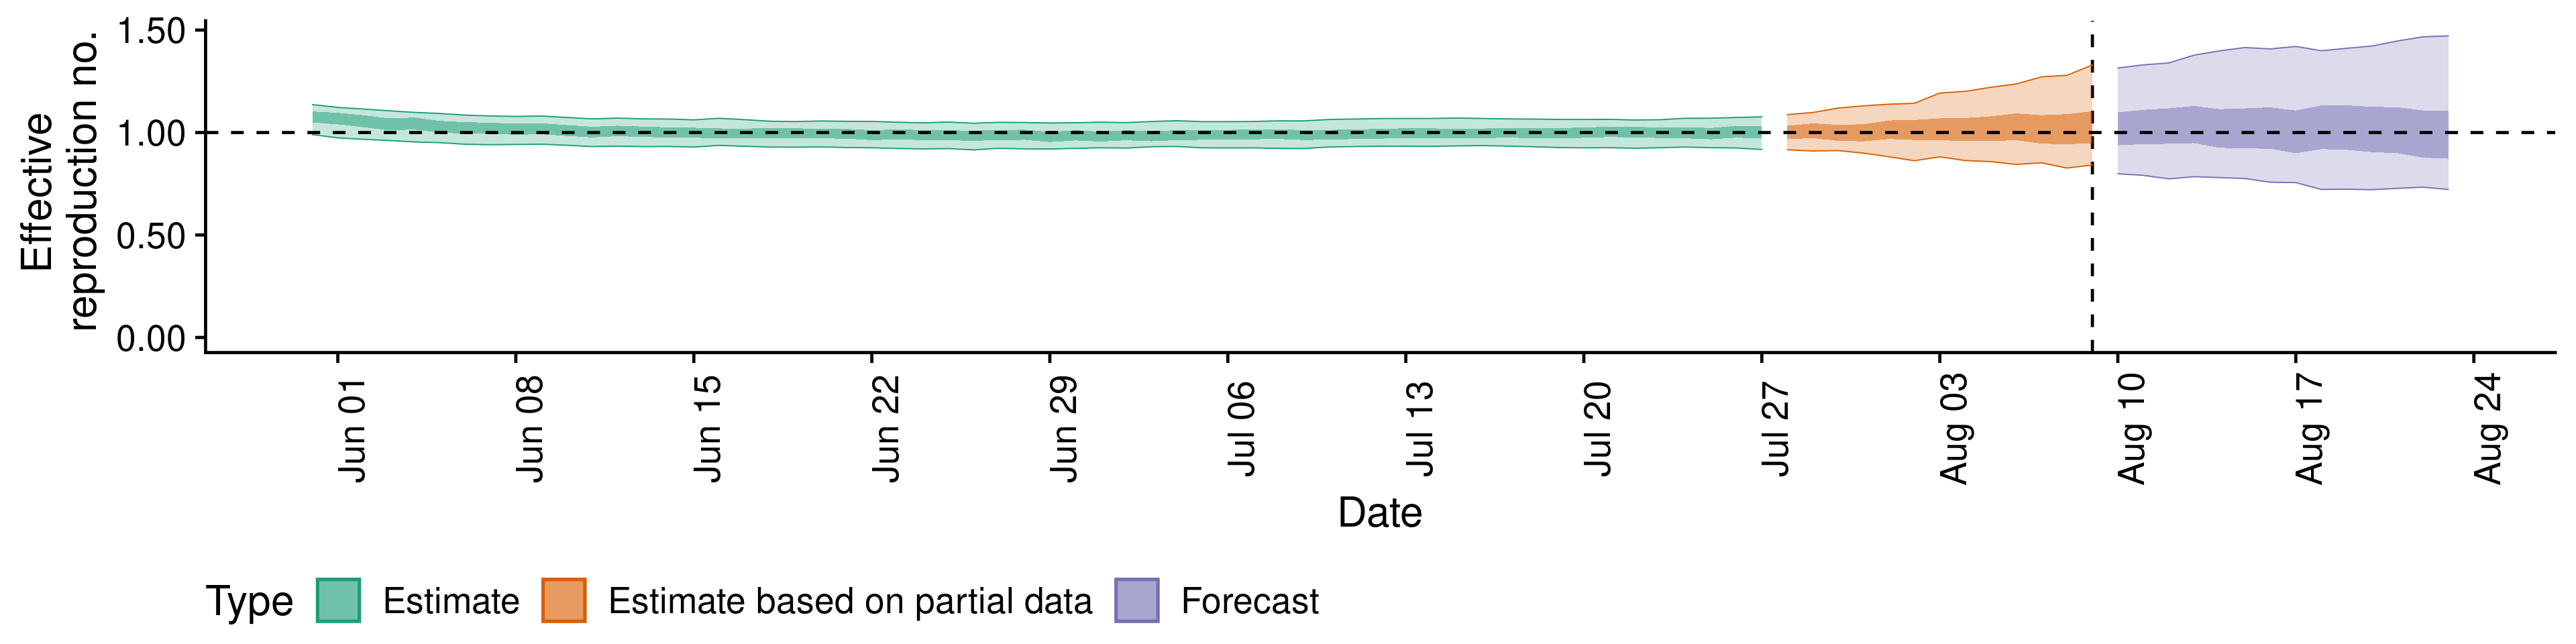 Effective
reproduction no.
1.50
1.00
0.50
0.00
Jun 01
Jun 08
Jun 15
Jun 22
Jun 29
Jul 06
Jul 13
Jul 20
Jul 27
Aug 03
Aug 10
Aug 17
Aug 24
Date
Type Estimate Estimate based on partial data Forecast